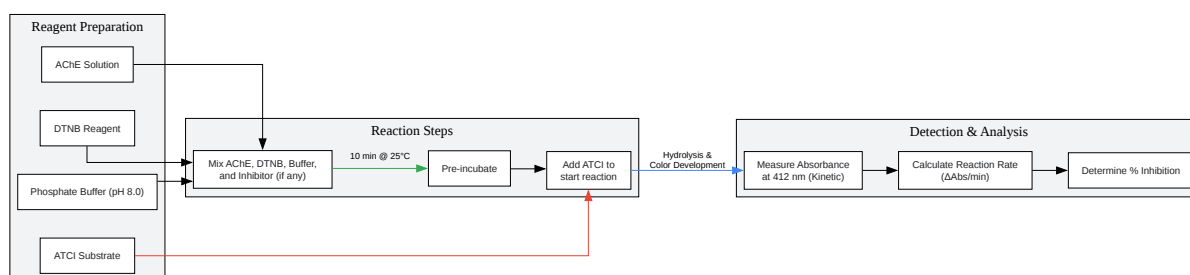 Reagent Preparation
AChE Solution
DTNB Reagent
Phosphate Buffer (pH 8.0)
ATCI Substrate
Reaction Steps
Mix AChE, DTNB, Buffer,
and Inhibitor (if any)
10 min @ 25°C
Pre-incubate
Add ATCI to
start reaction
Hydrolysis &
Color Development
Detection & Analysis
Measure Absorbance
at 412 nm (Kinetic)
Calculate Reaction Rate
(ΔAbs/min)
Determine % Inhibition